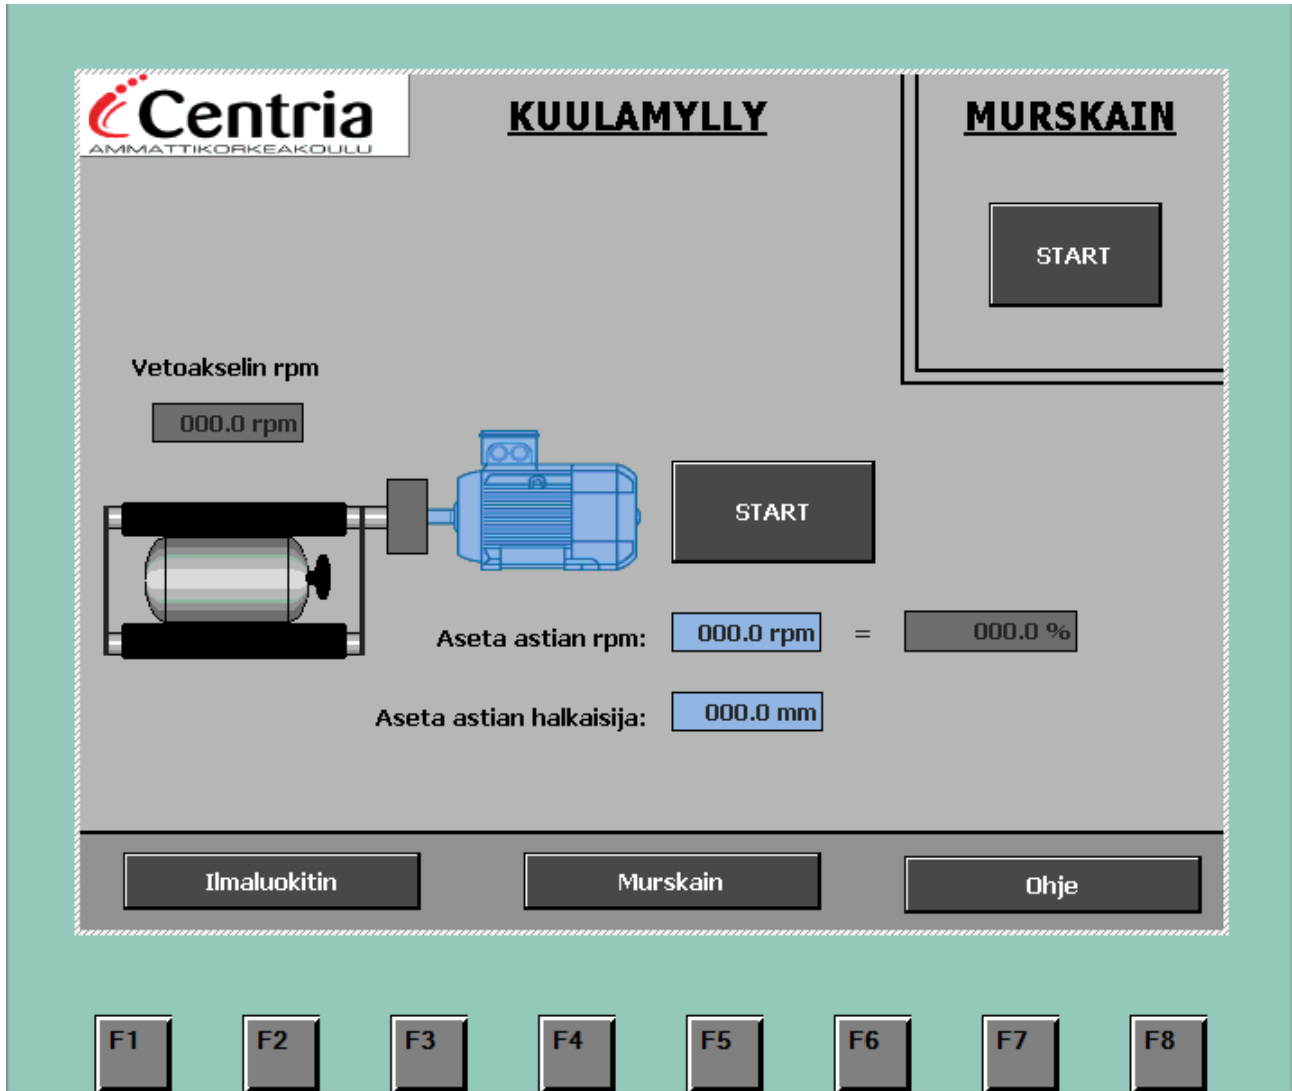 Centria
AMMATTIKORKEAKOULU
KUULAMYLLY
MURSKAIN
START
Vetoakselin rpm
000.0 rpm
START
Aseta astian rpm: 000.0 rpm = 000.0 %
Aseta astian halkaisija: 000.0 mm
Ilmaluokitin Murskain Ohje
F1 F2 F3 F4 F5 F6 F7 F8